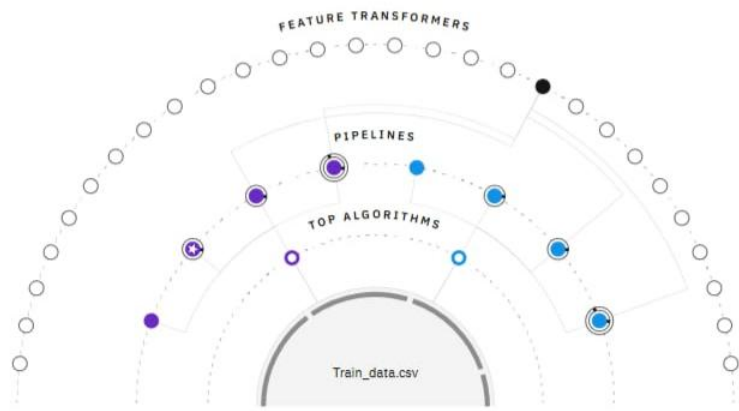 FEATURE TRANSFORMERS
PIPELINES
TOP ALGORITHMS
Train_data.csv